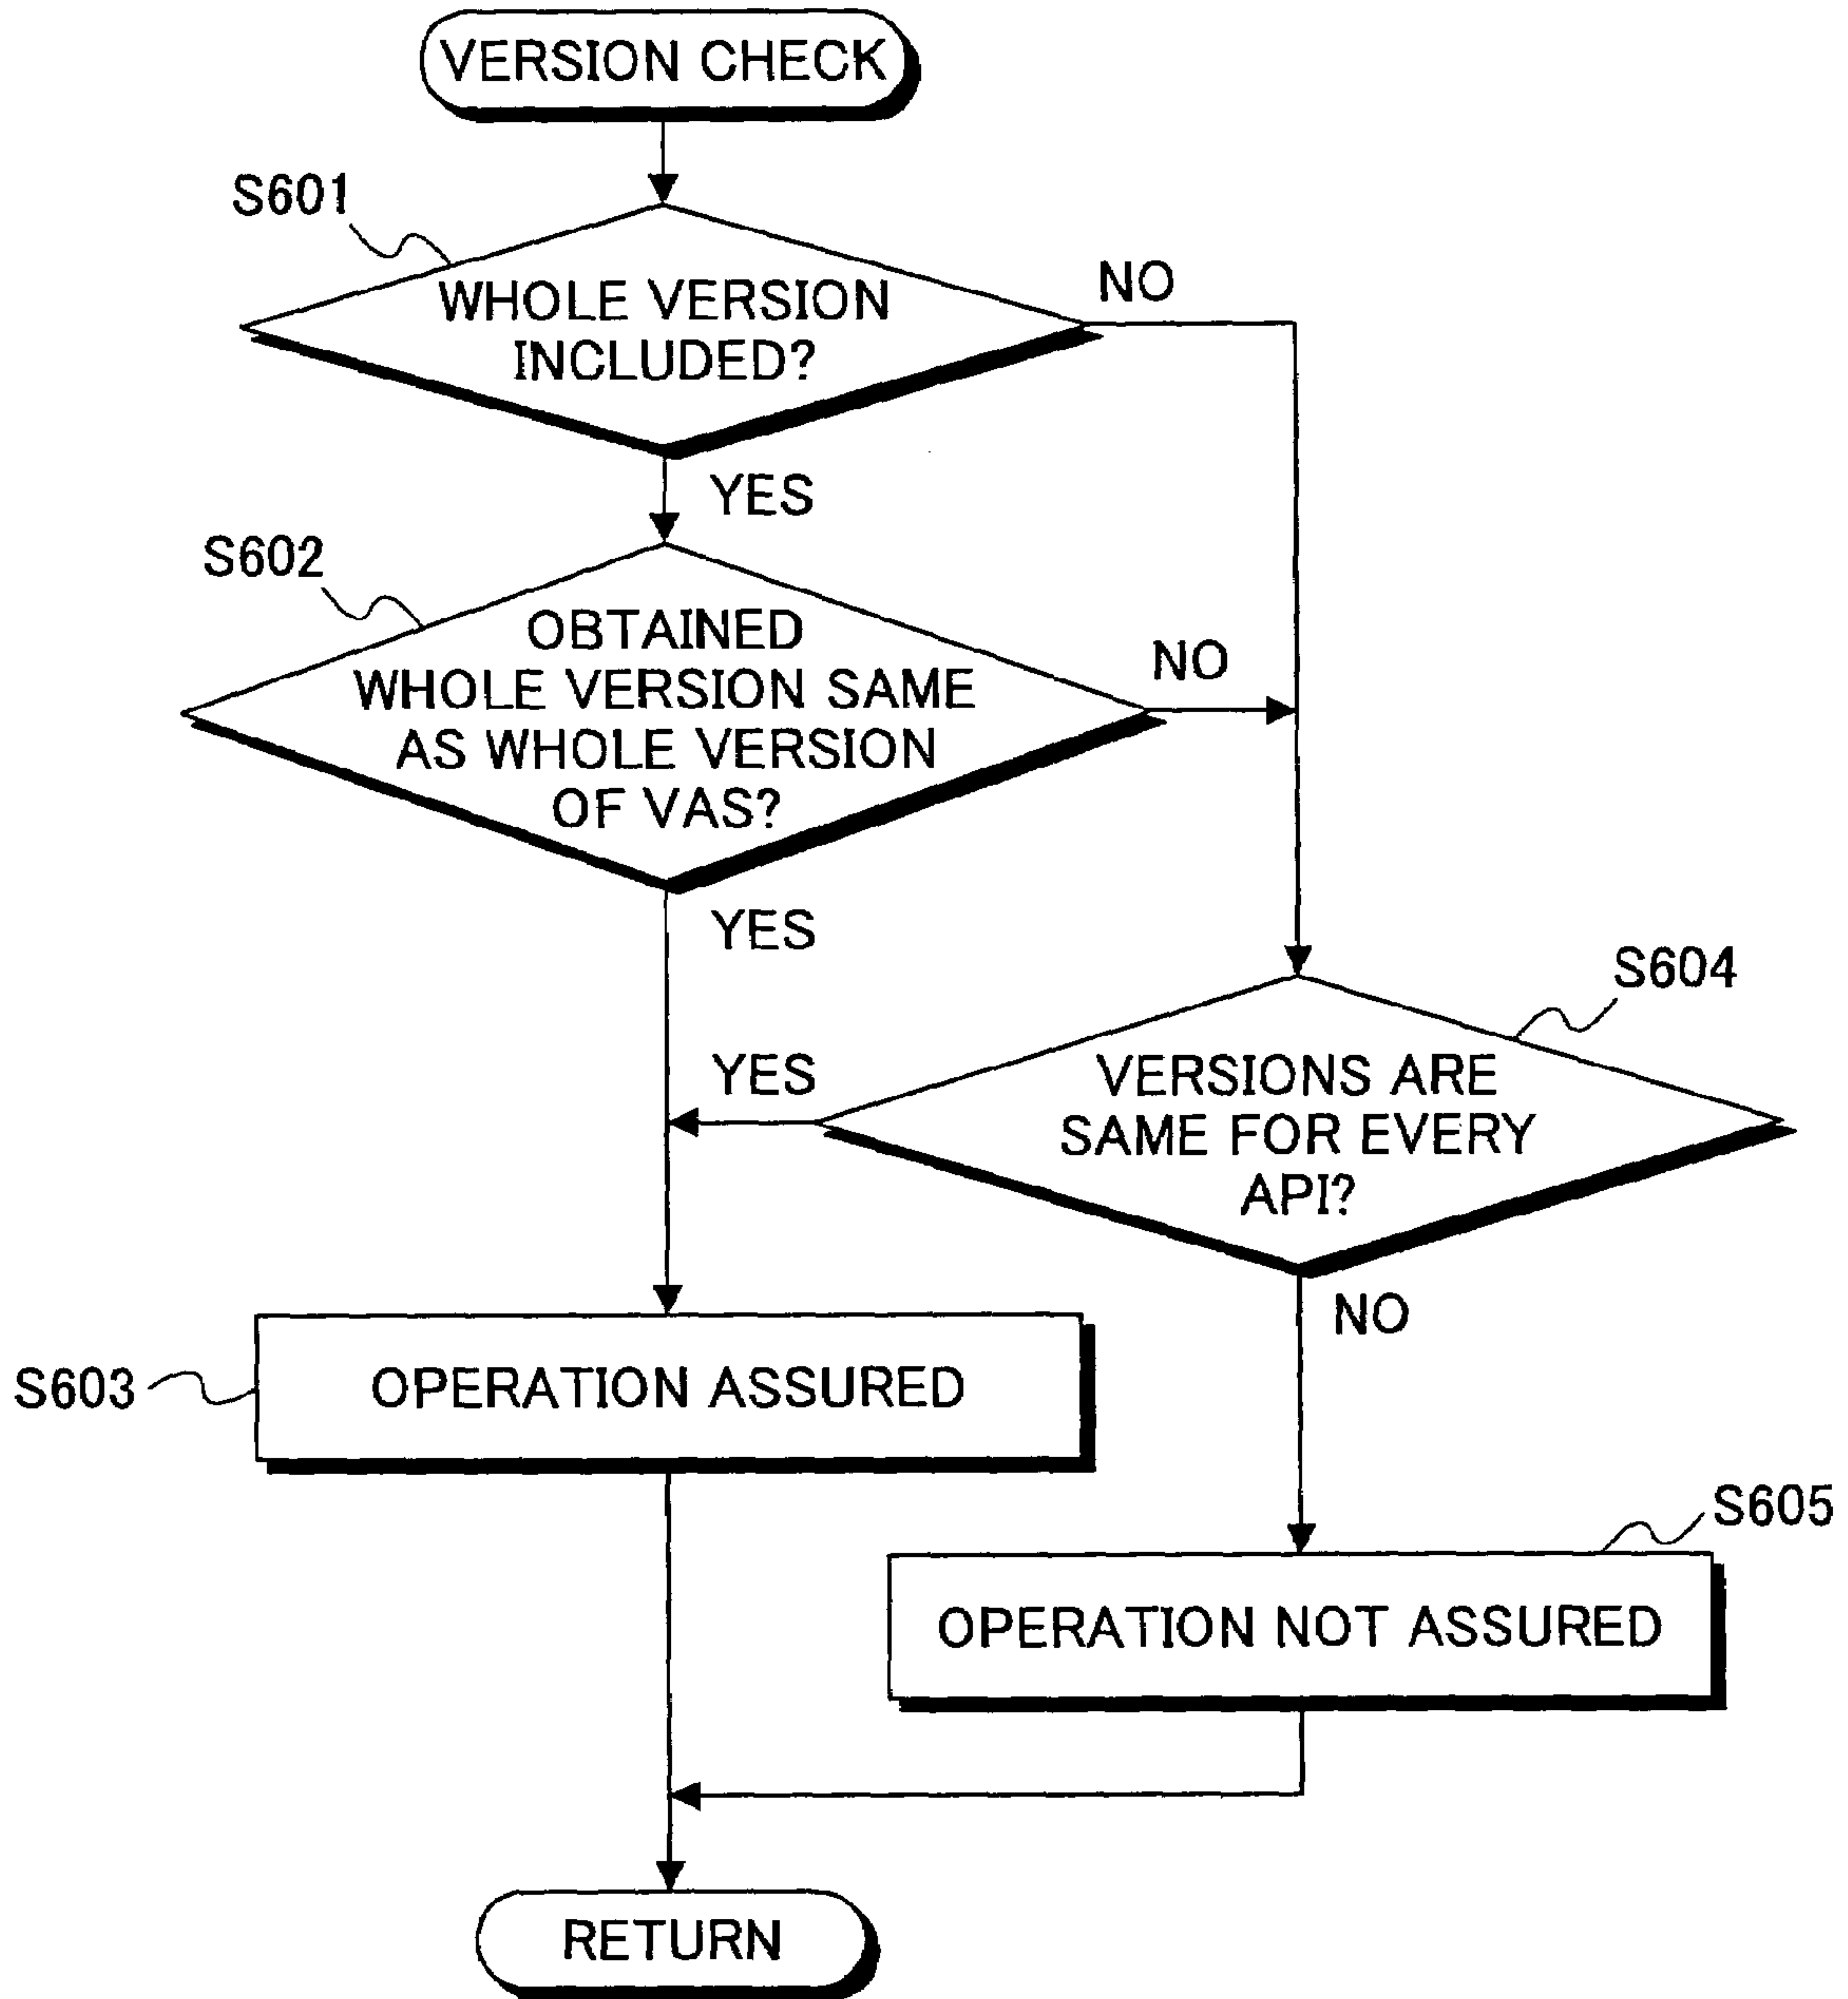 VERSION CHECK
S601
WHOLE VERSION
INCLUDED?
NO
YES
S602
OBTAINED
WHOLE VERSION SAME
AS WHOLE VERSION
OF VAS?
NO
YES
S604
VERSIONS ARE
SAME FOR EVERY
API?
YES
NO
S603
OPERATION ASSURED
S605
OPERATION NOT ASSURED
RETURN